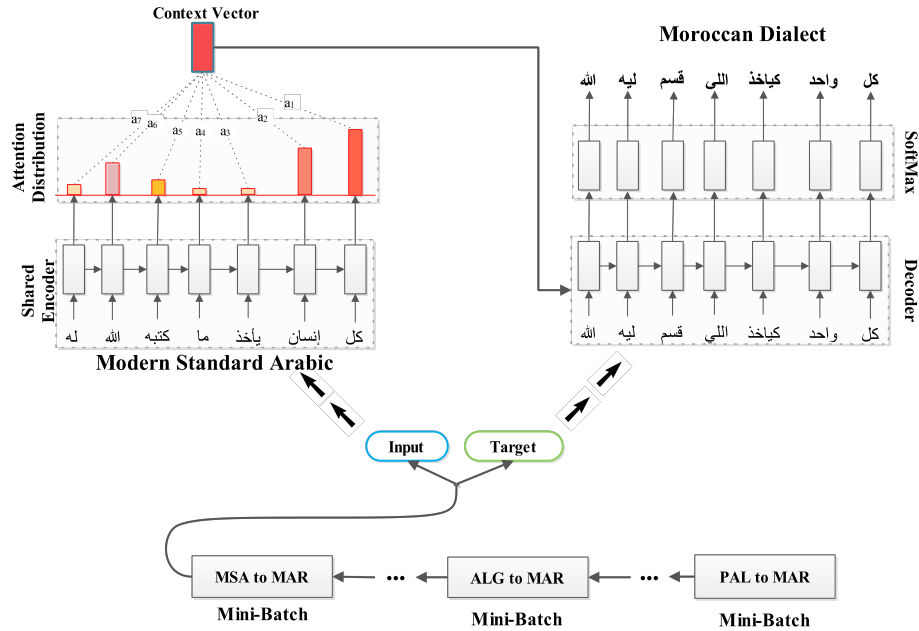 Context Vector
Moroccan Dialect
الله ليه قسم اللى كياخذ واحد كل
a7 a6 a5 a4 a3 a2 a1
Attention Distribution
SoftMax
Shared Encoder
Decoder
له الله كتبه ما يأخذ إنسان كل
الله ليه قسم اللي كياخذ واحد كل
Modern Standard Arabic
Input
Target
MSA to MAR
...
ALG to MAR
...
PAL to MAR
Mini-Batch
Mini-Batch
Mini-Batch